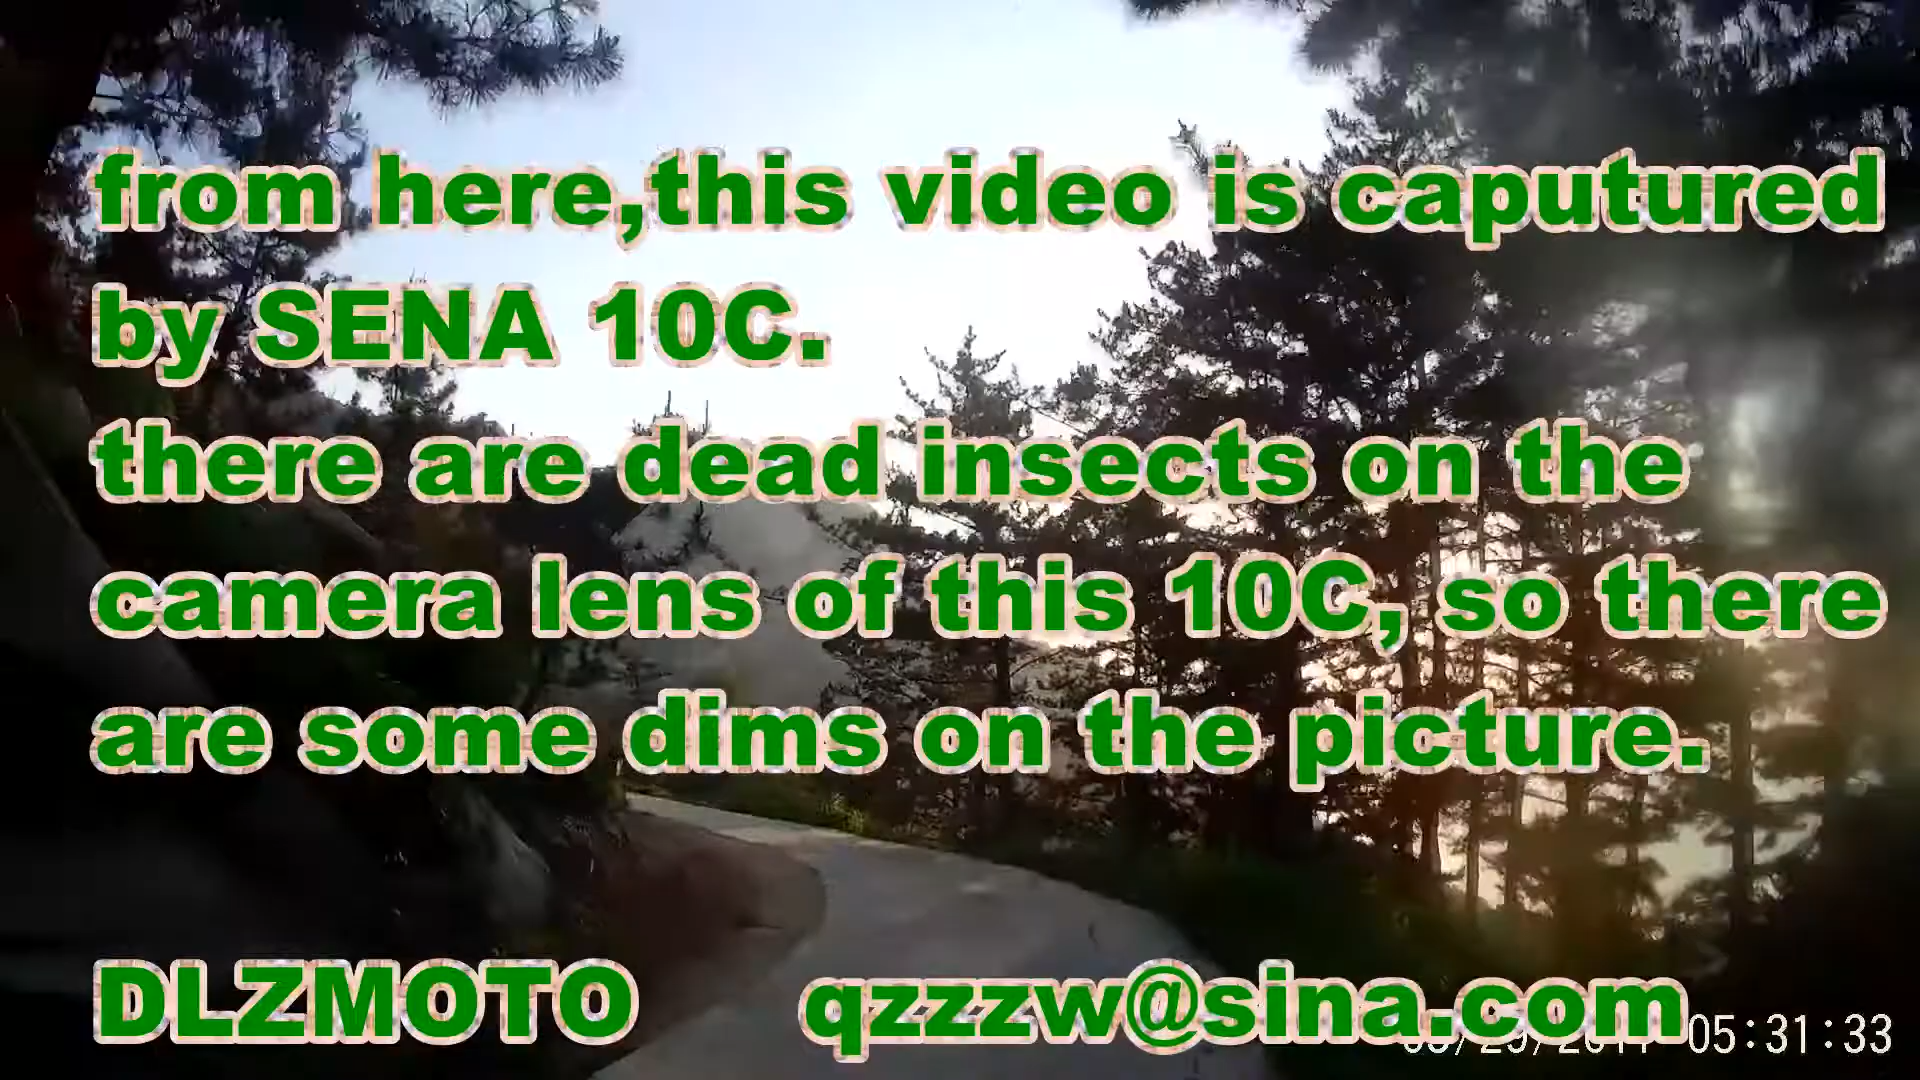 from here,this video is caputured
by SENA 10C.
there are dead insects on the
camera lens of this 10C, so there
are some dims on the picture.
DLZMOTO qzzzw@sina.com
05:31:33